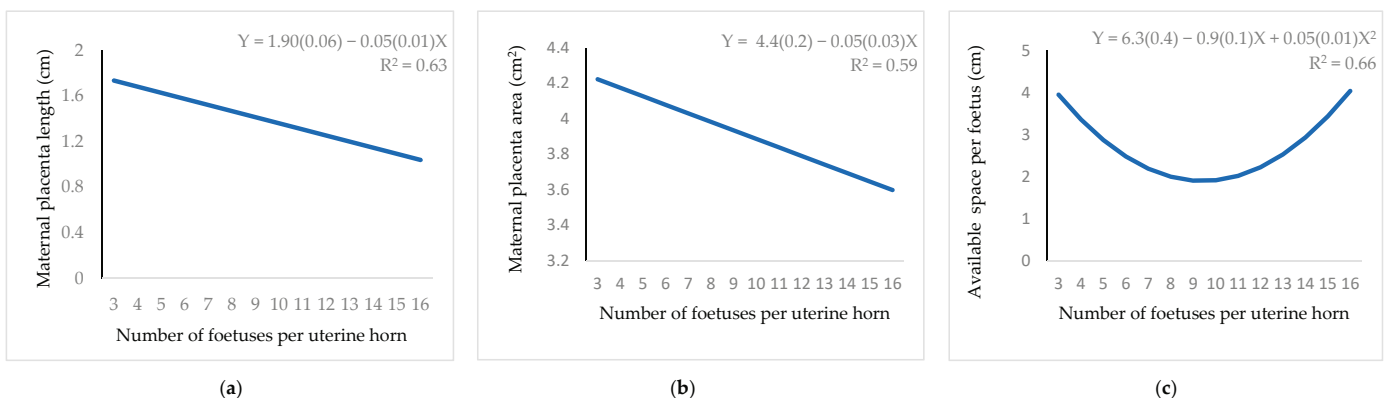 Y = 1.90(0.06) − 0.05(0.01)X
R² = 0.63
Maternal placenta length (cm)
2
1.6
1.2
0.8
0.4
0
3 4 5 6 7 8 9 10 11 12 13 14 15 16
Number of foetuses per uterine horn
(a)
Y = 4.4(0.2) − 0.05(0.03)X
R² = 0.59
Maternal placenta area (cm²)
4.4
4.2
4
3.8
3.6
3.4
3.2
3 4 5 6 7 8 9 10 11 12 13 14 15 16
Number of foetuses per uterine horn
(b)
Y = 6.3(0.4) − 0.9(0.1)X + 0.05(0.01)X²
R² = 0.66
Available space per foetus (cm)
5
4
3
2
1
0
3 4 5 6 7 8 9 10 11 12 13 14 15 16
Number of foetuses per uterine horn
(c)